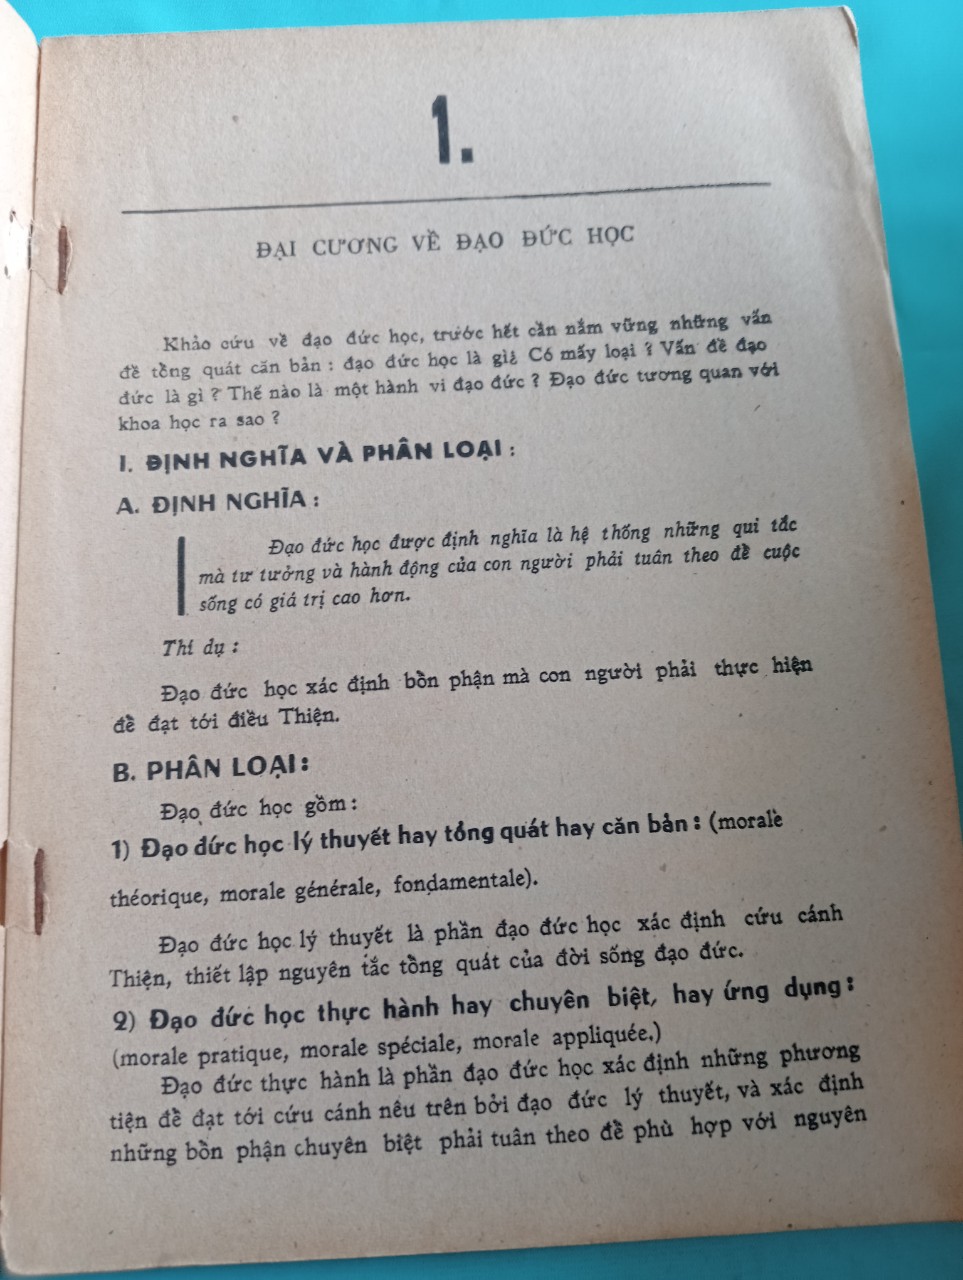 1.
ĐẠI CƯƠNG VỀ ĐẠO ĐỨC HỌC
Khảo cứu về đạo đức học, trước hết cần nắm vững những vấn
đề tổng quát căn bản : đạo đức học là gì? Có mấy loại ? Vấn đề đạo
đức là gì ? Thế nào là một hành vi đạo đức ? Đạo đức tương quan với
khoa học ra sao ?
I. ĐỊNH NGHĨA VÀ PHÂN LOẠI :
A. ĐỊNH NGHĨA :
Đạo đức học được định nghĩa là hệ thống những qui tắc
mà tư tưởng và hành động của con người phải tuân theo để cuộc
sống có giá trị cao hơn.
Thí dụ :
Đạo đức học xác định bổn phận mà con người phải thực hiện
để đạt tới điều Thiện.
B. PHÂN LOẠI :
Đạo đức học gồm :
1) Đạo đức học lý thuyết hay tổng quát hay căn bản : (morale
théorique, morale générale, fondamentale).
Đạo đức học lý thuyết là phần đạo đức học xác định cứu cánh
Thiện, thiết lập nguyên tắc tổng quát của đời sống đạo đức.
2) Đạo đức học thực hành hay chuyên biệt, hay ứng dụng :
(morale pratique, morale spéciale, morale appliquée.)
Đạo đức thực hành là phần đạo đức học xác định những phương
tiện để đạt tới cứu cánh nêu trên bởi đạo đức lý thuyết, và xác định
những bổn phận chuyên biệt phải tuân theo để phù hợp với nguyên